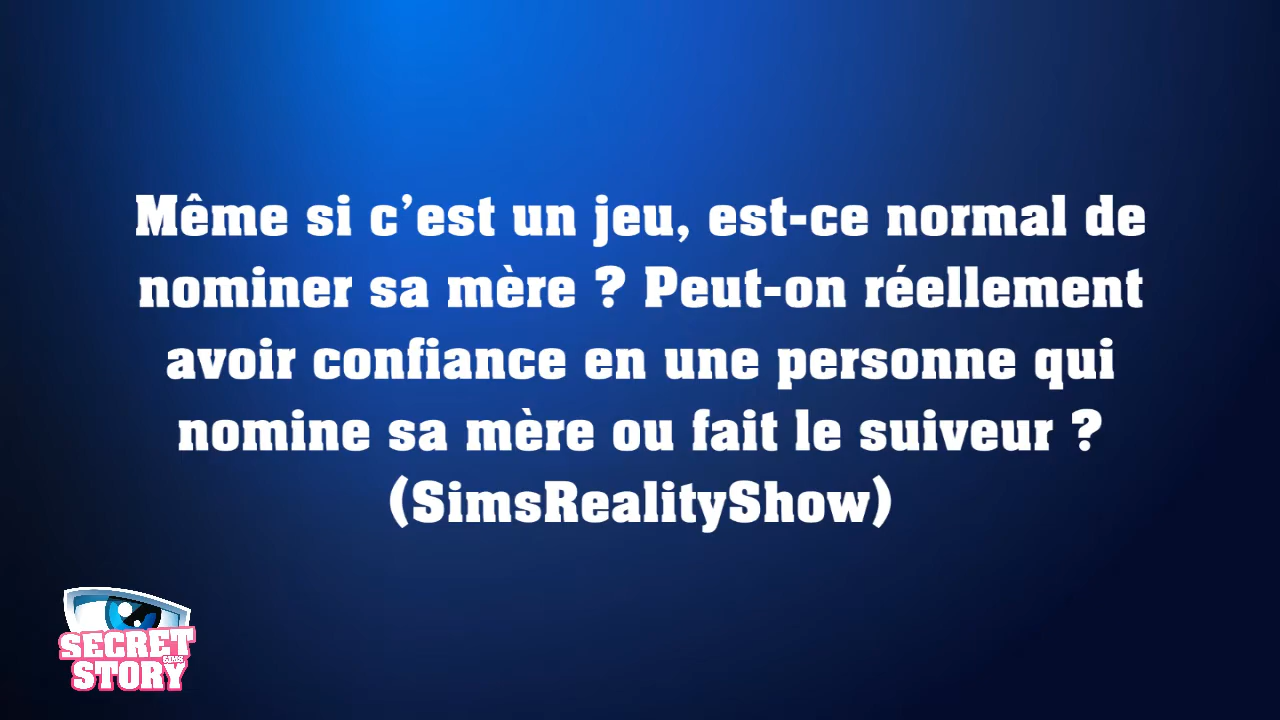 Même si c’est un jeu, est-ce normal de
nominer sa mère ? Peut-on réellement
avoir confiance en une personne qui
nomine sa mère ou fait le suiveur ?
(SimsRealityShow)
SECRET
SIMS
STORY